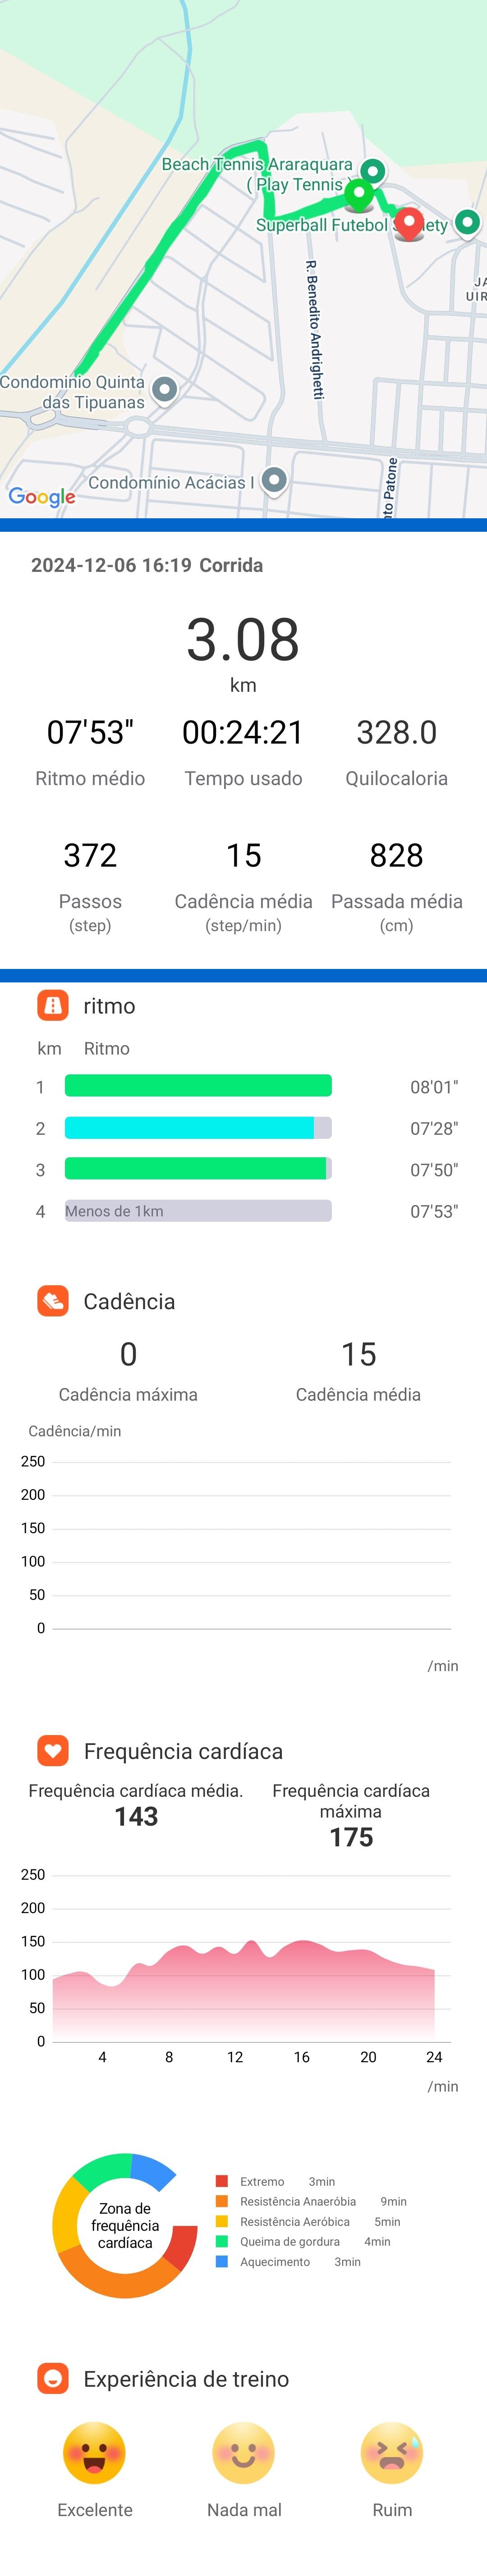 Beach Tennis Araraquara
( Play Tennis )
Superball Futebol S
iety
JA
UIR
R. Benedito Andrighetti
Condominio Quinta
das Tipuanas
Condomínio Acácias I
to Patone
Google
2024-12-06 16:19 Corrida
3.08
km
07'53" 00:24:21 328.0
Ritmo médio Tempo usado Quilocaloria
372 15 828
Passos Cadência média Passada média
(step) (step/min) (cm)
ritmo
km Ritmo
1 08'01"
2 07'28"
3 07'50"
4 Menos de 1km 07'53"
Cadência
0 15
Cadência máxima Cadência média
Cadência/min
250
200
150
100
50
0
/min
Frequência cardíaca
Frequência cardíaca média.
143
Frequência cardíaca
máxima
175
250
200
150
100
50
0
4 8 12 16 20 24
/min
Zona de
frequência
cardíaca
Extremo 3min
Resistência Anaeróbia 9min
Resistência Aeróbica 5min
Queima de gordura 4min
Aquecimento 3min
Experiência de treino
Excelente Nada mal Ruim